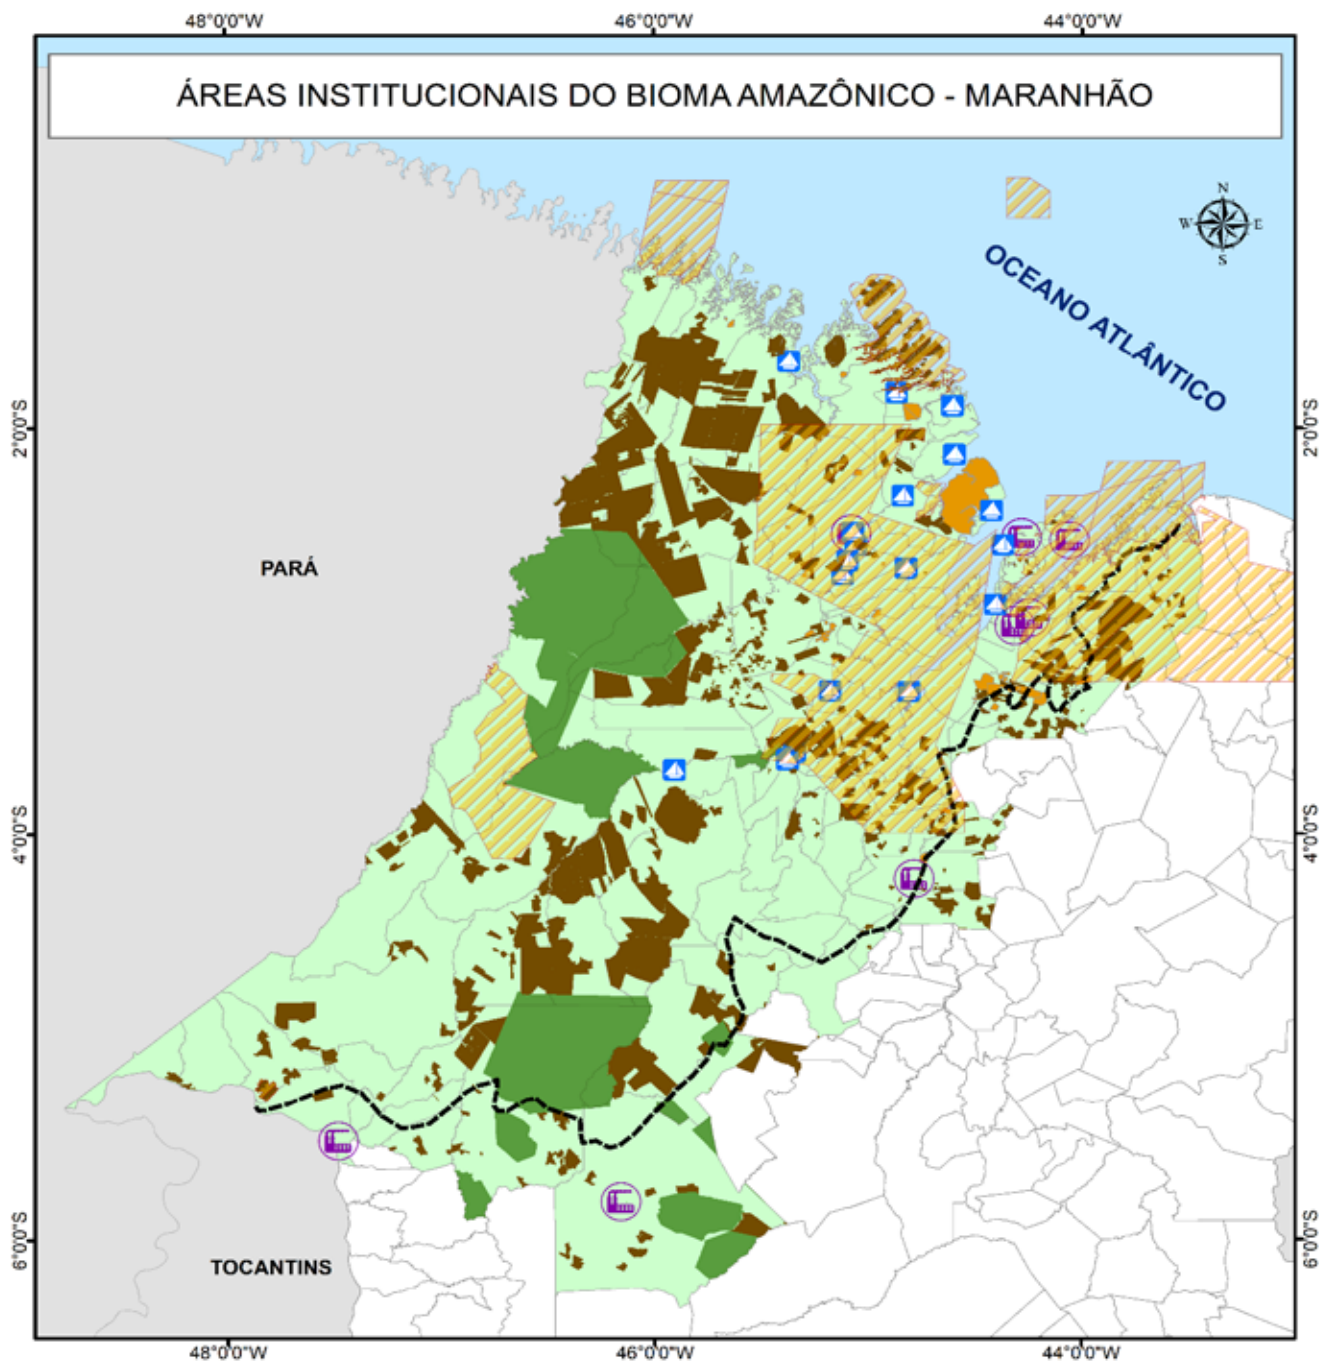 48°0'0"W 46°0'0"W 44°0'0"W
ÁREAS INSTITUCIONAIS DO BIOMA AMAZÔNICO - MARANHÃO
N
W E
S
OCEANO ATLÂNTICO
2°0'0"S 2°0'0"S
PARÁ
4°0'0"S 4°0'0"S
6°0'0"S 6°0'0"S
TOCANTINS
48°0'0"W 46°0'0"W 44°0'0"W